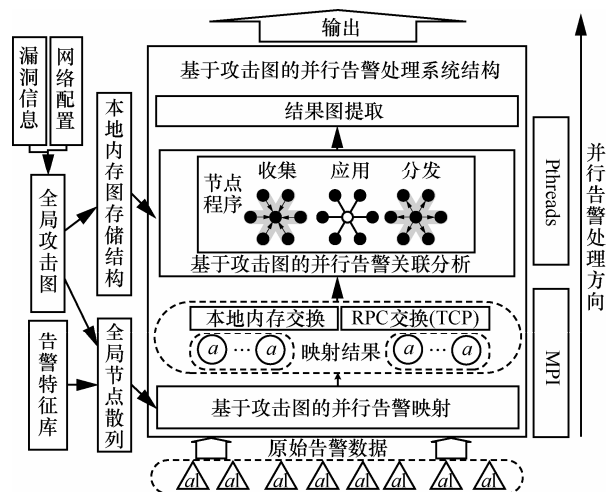 输出
基于攻击图的并行告警处理系统结构
结果图提取
漏洞信息
网络配置
本地内存图存储结构
全局攻击图
节点
程序
收集
应用
分发
基于攻击图的并行告警关联分析
Pthreads
并行告警处理方向
本地内存交换
RPC交换(TCP)
a … a
映射结果
a … a
MPI
告警特征库
全局节点散列
基于攻击图的并行告警映射
原始告警数据
al al al al al al al